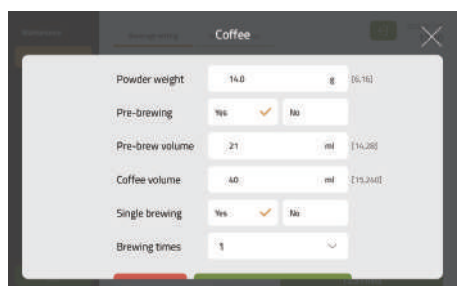 Coffee
Powder weight 14.0 g [6,16]
Pre-brewing Yes No
Pre-brew volume 21 ml [14,28]
Coffee volume 40 ml [15,240]
Single brewing Yes No
Brewing times 1